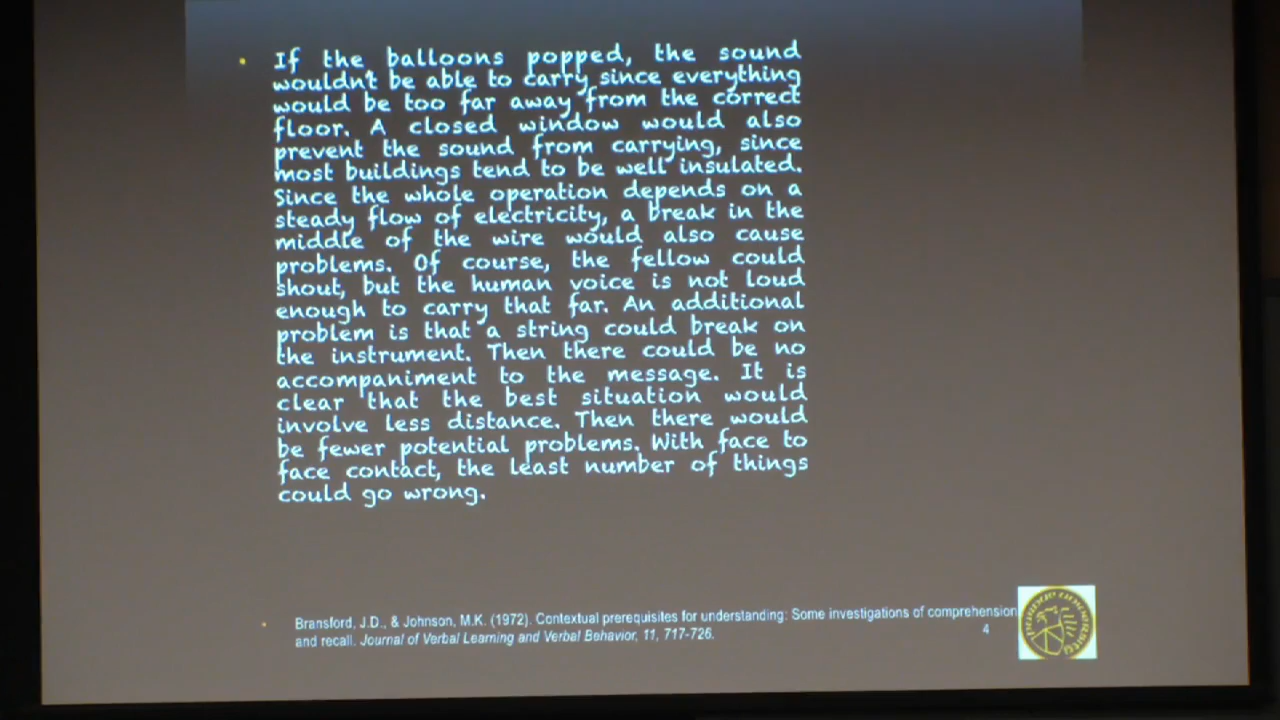 If the balloons popped, the sound
wouldn't be able to carry since everything
would be too far away from the correct
floor. A closed window would also
prevent the sound from carrying, since
most buildings tend to be well insulated.
Since the whole operation depends on a
steady flow of electricity, a break in the
middle of the wire would also cause
problems. Of course, the fellow could
shout, but the human voice is not loud
enough to carry that far. An additional
problem is that a string could break on
the instrument. Then there could be no
accompaniment to the message. It is
clear that the best situation would
involve less distance. Then there would
be fewer potential problems. With face to
face contact, the least number of things
could go wrong.
Bransford, J.D., & Johnson, M.K. (1972). Contextual prerequisites for understanding: Some investigations of comprehension
and recall. Journal of Verbal Learning and Verbal Behavior, 11, 717-726.
4